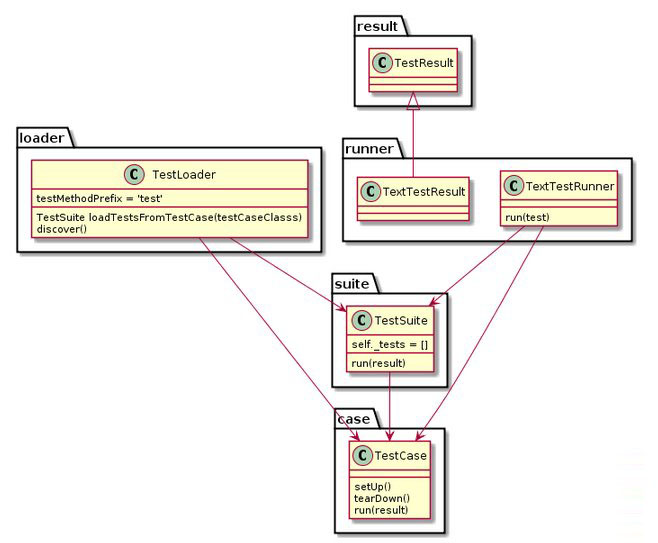 result
C TestResult
loader
C TestLoader
testMethodPrefix = 'test'
TestSuite loadTestsFromTestCase(testCaseClasss)
discover()
runner
C TextTestResult
C TextTestRunner
run(test)
suite
C TestSuite
self._tests = []
run(result)
case
C TestCase
setUp()
tearDown()
run(result)